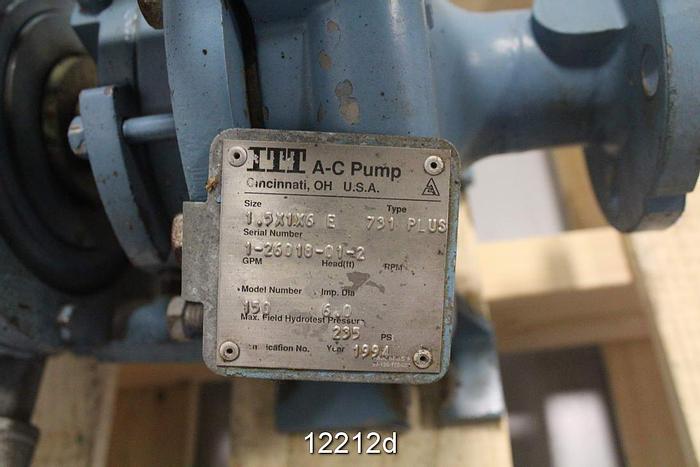 ITT A-C Pump
Cincinnati, OH U.S.A.
Size Type
1.5X1X6 E 731 PLUS
Serial Number
1-26018-01-2
GPM Head(ft) RPM
Model Number Imp. Dia
150 6.0
Max. Field Hydrotest Pressure
285 PS
Year 1994
12212d